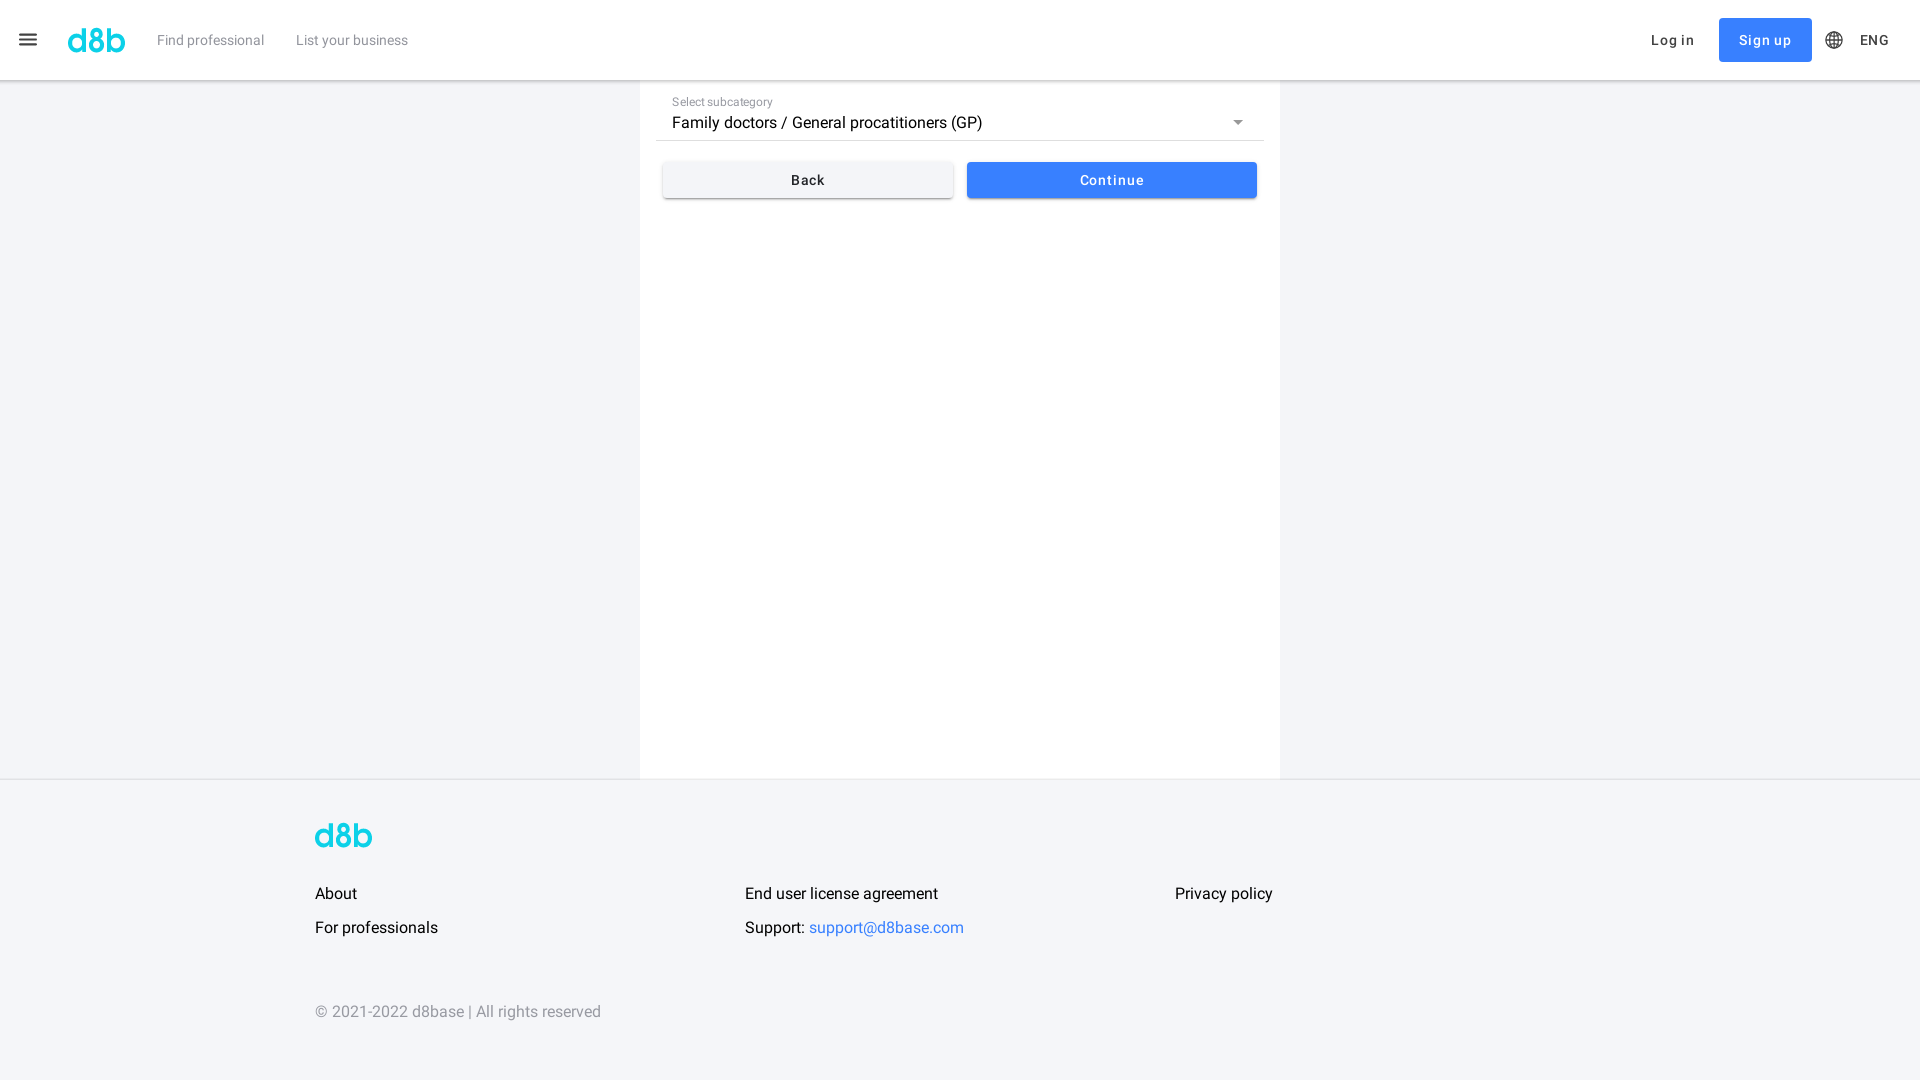 d8b
Find professional
List your business
Log in
Sign up
ENG
Select subcategory
Family doctors / General procatitioners (GP)
Back
Continue
d8b
About
End user license agreement
Privacy policy
For professionals
Support: support@d8base.com
© 2021-2022 d8base | All rights reserved